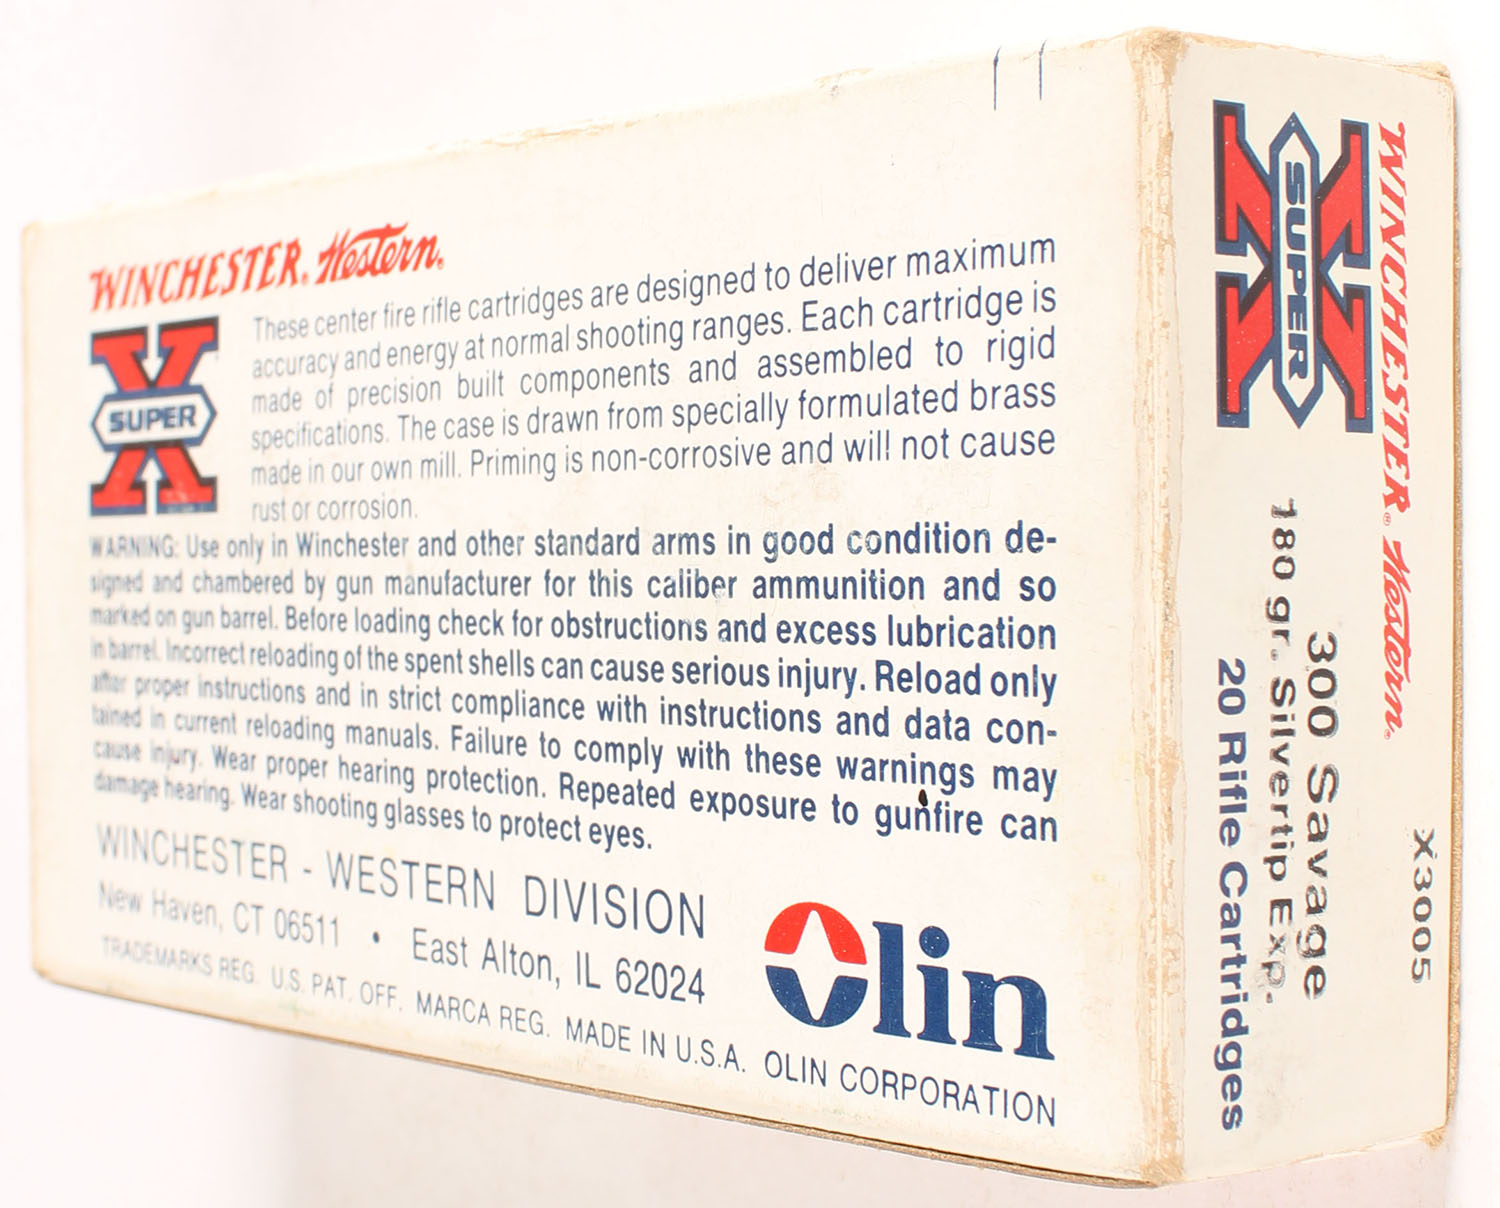 WINCHESTER. Western.
SUPER X
These center fire rifle cartridges are designed to deliver maximum
accuracy and energy at normal shooting ranges. Each cartridge is
made of precision built components and assembled to rigid
specifications. The case is drawn from specially formulated brass
made in our own mill. Priming is non-corrosive and will not cause
rust or corrosion.
WARNING: Use only in Winchester and other standard arms in good condition de-
signed and chambered by gun manufacturer for this caliber ammunition and so
marked on gun barrel. Before loading check for obstructions and excess lubrication
in barrel. Incorrect reloading of the spent shells can cause serious injury. Reload only
after proper instructions and in strict compliance with instructions and data con-
tained in current reloading manuals. Failure to comply with these warnings may
cause injury. Wear proper hearing protection. Repeated exposure to gunfire can
damage hearing. Wear shooting glasses to protect eyes.
WINCHESTER - WESTERN DIVISION
New Haven, CT 06511 • East Alton, IL 62024
Olin
TRADEMARKS REG. U.S. PAT. OFF. MARCA REG. MADE IN U.S.A. OLIN CORPORATION
WINCHESTER® Western®
X3005
SUPER X
300 Savage
180 gr. Silvertip Exp.
20 Rifle Cartridges